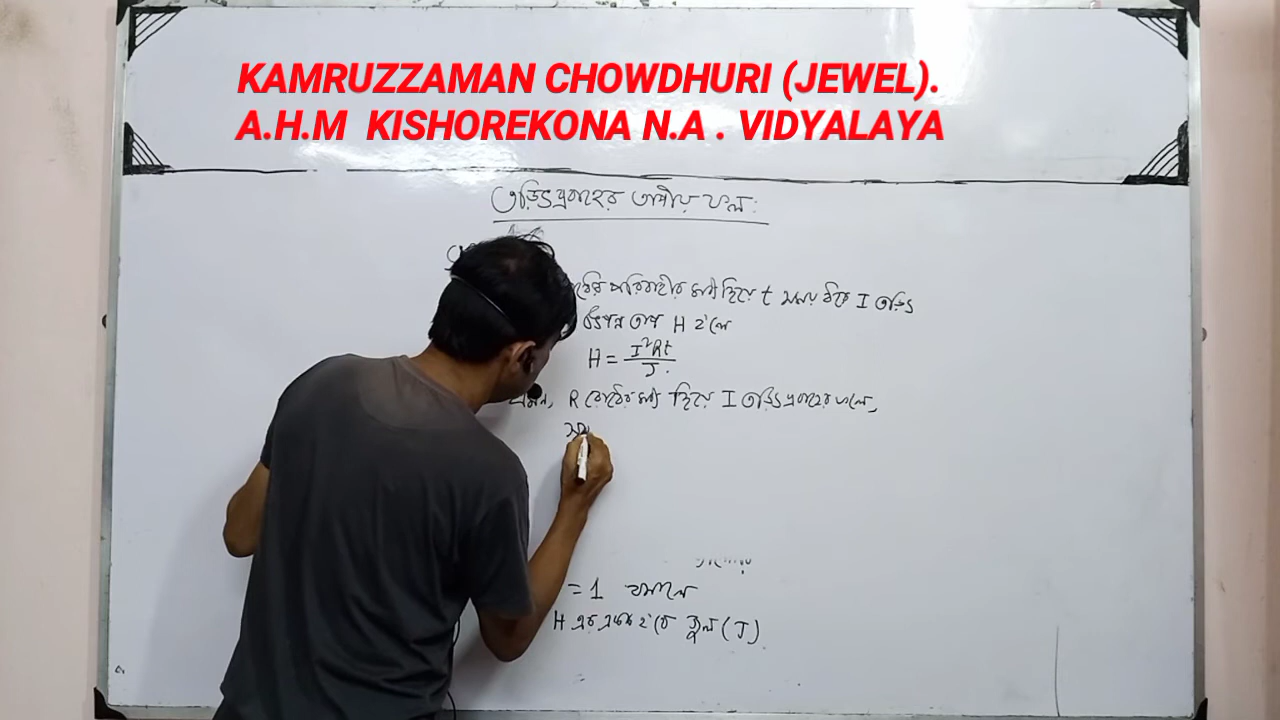 KAMRUZZAMAN CHOWDHURI (JEWEL).
A.H.M KISHOREKONA N.A . VIDYALAYA
তড়িৎপ্রবাহের তাপীয় ফল:
পরিবাহীর মধ্য দিয়ে t সময় ধরে I তড়িৎ
উৎপন্ন তাপ H হ'লে
H = I²Rt / J.
এখন, R রোধের মধ্য দিয়ে I তড়িৎপ্রবাহের ফলে,
= 1
H এর একক হ'বে জুল (J)